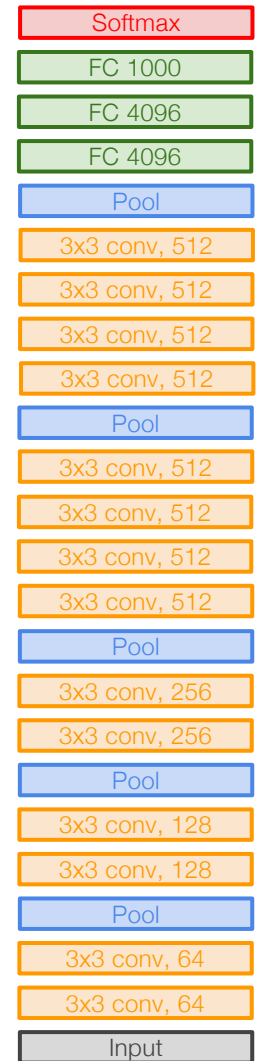 Softmax
FC 1000
FC 4096
FC 4096
Pool
3x3 conv, 512
3x3 conv, 512
3x3 conv, 512
3x3 conv, 512
Pool
3x3 conv, 512
3x3 conv, 512
3x3 conv, 512
3x3 conv, 512
Pool
3x3 conv, 256
3x3 conv, 256
Pool
3x3 conv, 128
3x3 conv, 128
Pool
3x3 conv, 64
3x3 conv, 64
Input